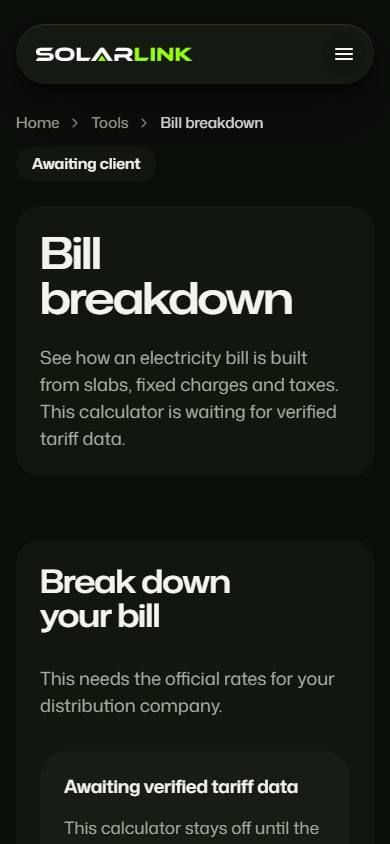 SOLARLINK
Home > Tools > Bill breakdown
Awaiting client
Bill
breakdown
See how an electricity bill is built
from slabs, fixed charges and taxes.
This calculator is waiting for verified
tariff data.
Break down
your bill
This needs the official rates for your
distribution company.
Awaiting verified tariff data
This calculator stays off until the